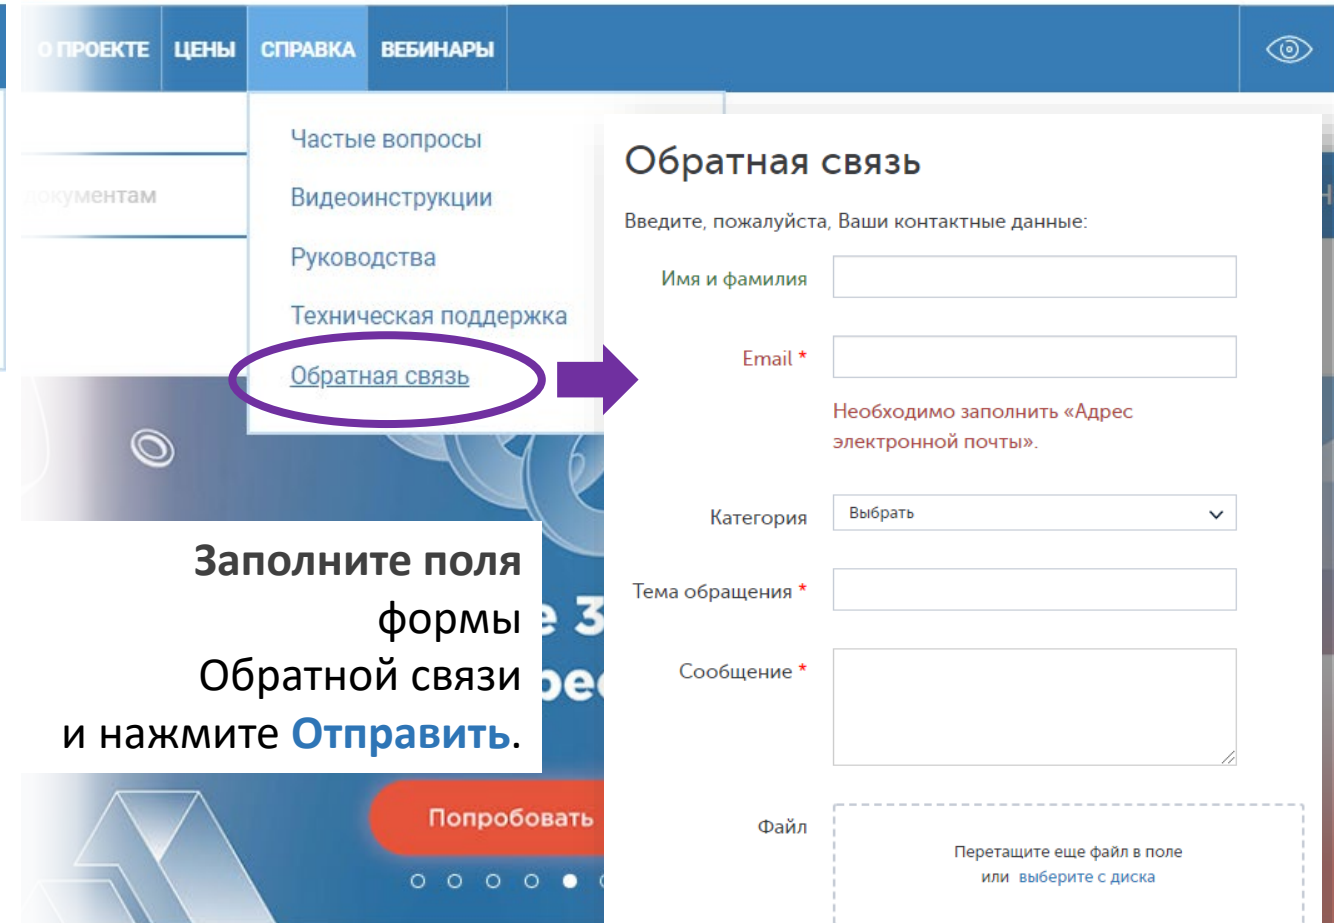 О ПРОЕКТЕ ЦЕНЫ СПРАВКА ВЕБИНАРЫ
Частые вопросы
документам
Видеоинструкции
Руководства
Техническая поддержка
Обратная связь
Заполните поля
формы
Обратной связи
и нажмите Отправить.
Попробовать
Обратная связь
Введите, пожалуйста, Ваши контактные данные:
Имя и фамилия
Email *
Необходимо заполнить «Адрес
электронной почты».
Категория Выбрать
Тема обращения *
Сообщение *
Файл
Перетащите еще файл в поле
или выберите с диска